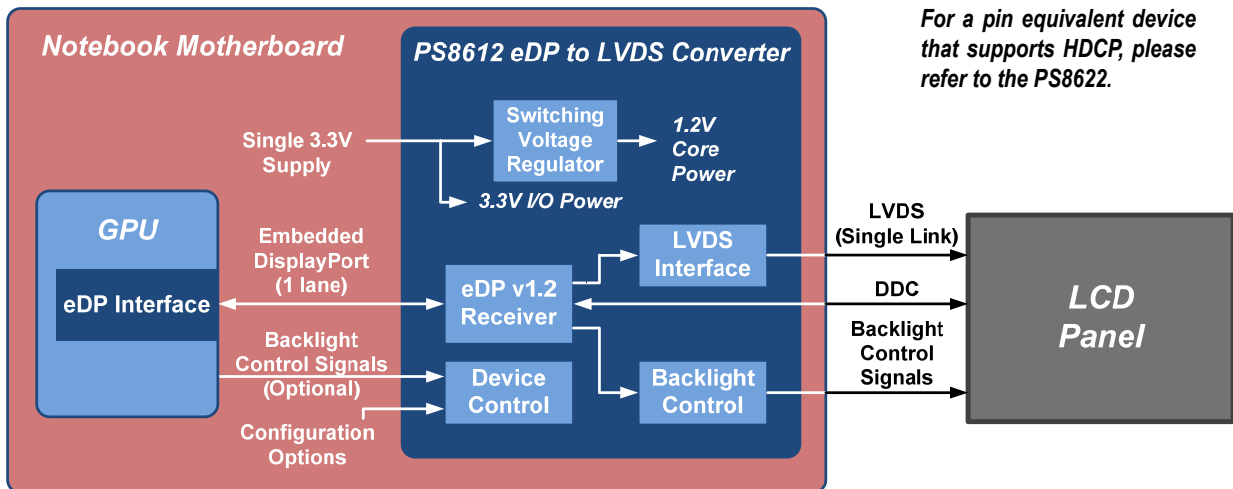 For a pin equivalent device
that supports HDCP, please
refer to the PS8622.
Notebook Motherboard
PS8612 eDP to LVDS Converter
Single 3.3V
Supply
Switching
Voltage
Regulator
1.2V
Core
Power
3.3V I/O Power
GPU
eDP Interface
Embedded
DisplayPort
(1 lane)
eDP v1.2
Receiver
LVDS
Interface
LVDS
(Single Link)
DDC
Backlight
Control
Signals
LCD
Panel
Backlight
Control Signals
(Optional)
Device
Control
Backlight
Control
Configuration
Options